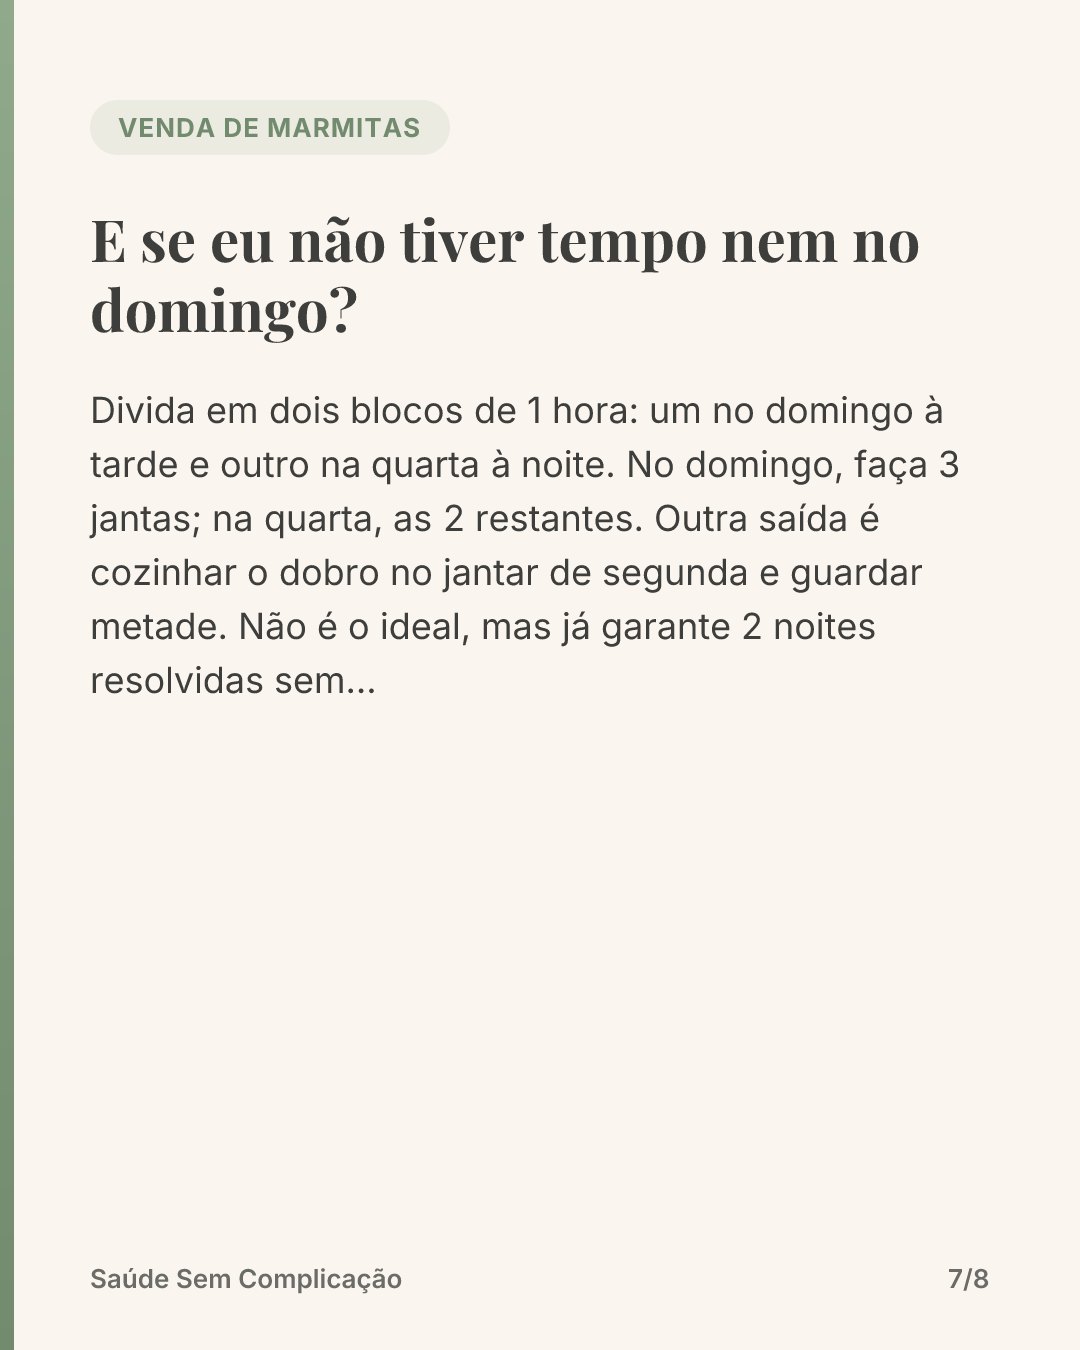 VENDA DE MARMITAS
E se eu não tiver tempo nem no
domingo?
Divida em dois blocos de 1 hora: um no domingo à
tarde e outro na quarta à noite. No domingo, faça 3
jantas; na quarta, as 2 restantes. Outra saída é
cozinhar o dobro no jantar de segunda e guardar
metade. Não é o ideal, mas já garante 2 noites
resolvidas sem...
Saúde Sem Complicação
7/8